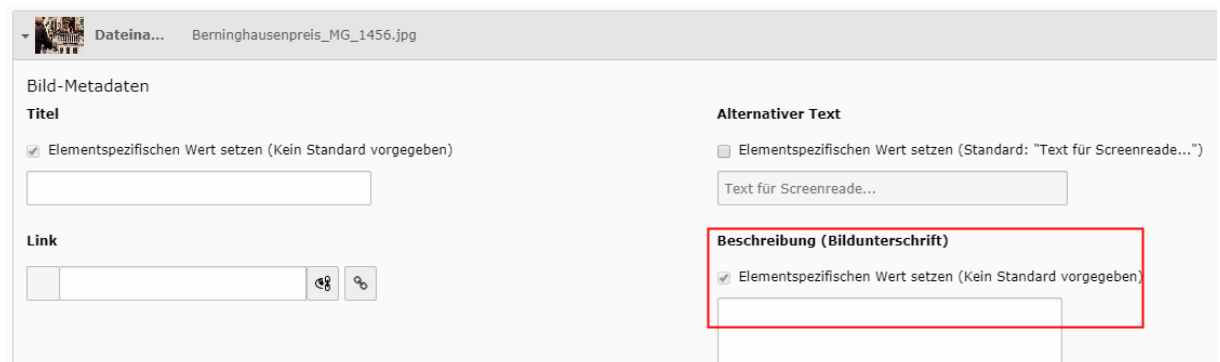 Dateina... Berninghausenpreis_MG_1456.jpg
Bild-Metadaten
Titel
Elementspezifischen Wert setzen (Kein Standard vorgegeben)
Alternativer Text
Elementspezifischen Wert setzen (Standard: "Text für Screenreade...")
Text für Screenreade...
Link
Beschreibung (Bildunterschrift)
Elementspezifischen Wert setzen (Kein Standard vorgegeben)